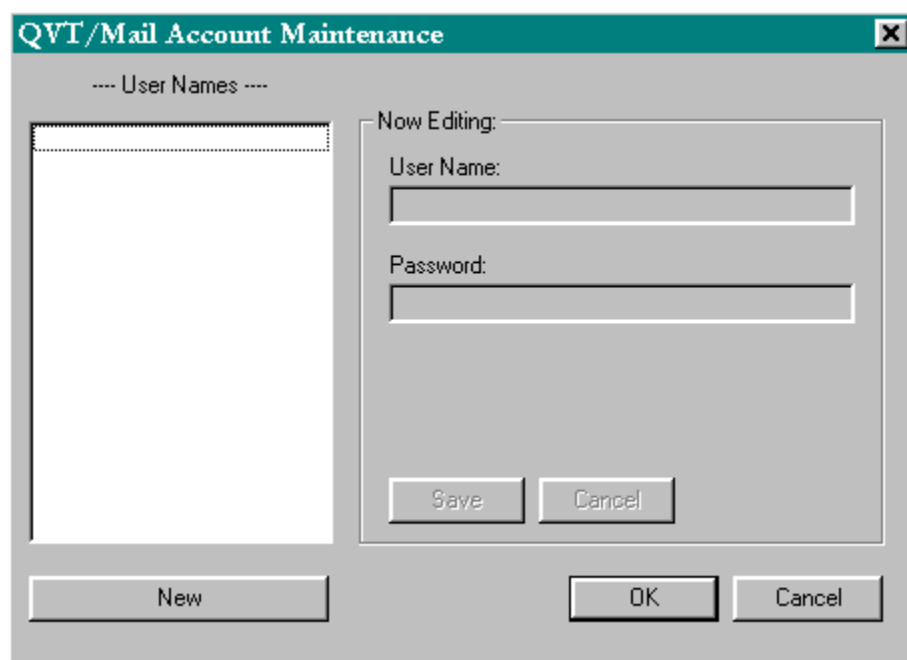 QVT/Mail Account Maintenance
---- User Names ----
Now Editing:
User Name:
Password:
Save Cancel
New OK Cancel